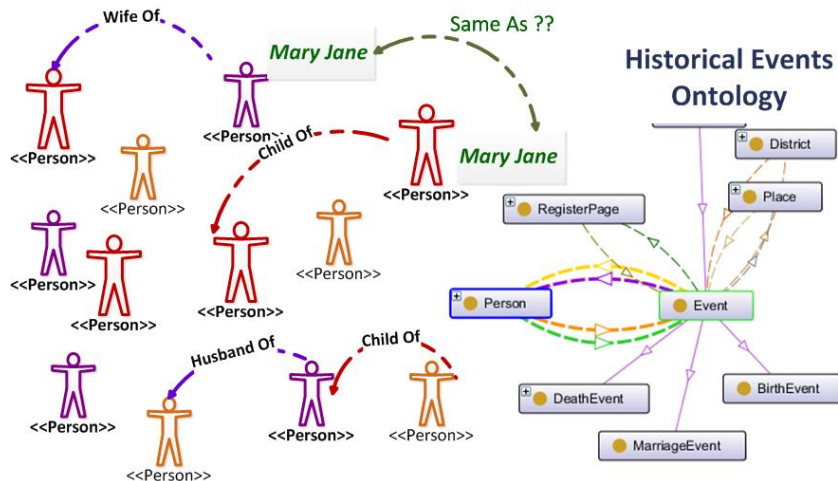 Wife Of
Mary Jane
Same As ??
Historical Events
Ontology
<<Person>>
<<Person>>
<<Person>>
Child Of
<<Person>>
Mary Jane
<<Person>>
<<Person>>
<<Person>>
<<Person>>
Husband Of
Child Of
<<Person>>
<<Person>>
<<Person>>
<<Person>>
District
Place
RegisterPage
Person
Event
DeathEvent
BirthEvent
MarriageEvent